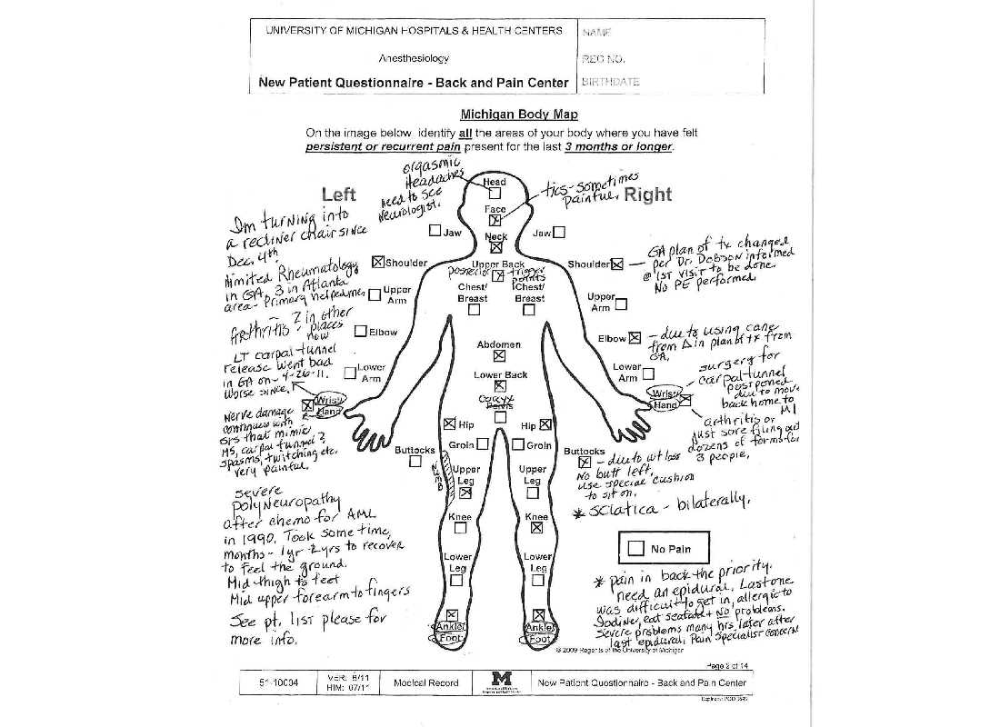 UNIVERSITY OF MICHIGAN HOSPITALS & HEALTH CENTERS
Anesthesiology
New Patient Questionnaire - Back and Pain Center
NAME
REG NO.
BIRTHDATE
Michigan Body Map
On the image below identify all the areas of your body where you have felt
persistent or recurrent pain present for the last 3 months or longer.
Left
Right
orgasmic
Headaches
need to see
Neurologist.
Head
tics - sometimes
painful.
Face
Jaw
Neck
Jaw
I'm turning into
a recliner chair since
Dec. 4th
limited Rheumatology
in GA, 3 in Atlanta
area - Primary helped me
Arthritis - 2 in other
places
now
LT carpal tunnel
release went bad
in GA on - 4-26-11.
Worse since.
Nerve damage
continues with
S/S that mimic
MS, carpal tunnel?
spasms, twitching etc.
very painful.
severe
polyNeuropathy
after chemo for AML
in 1990. Took some time,
months - 1yr - 2yrs to recover
to feel the ground.
Mid thigh to feet
Mid upper forearm to fingers
See pt. list please for
more info.
Shoulder
Upper Back
posterior
trigger
points
Shoulder
Chest/
Breast
Chest/
Breast
Upper
Arm
Upper
Arm
Elbow
Elbow
Abdomen
Lower
Arm
Lower
Arm
Lower Back
Coccyx
Pelvis
Wrist/
Hand
Wrist/
Hand
Hip
Hip
Groin
Groin
Buttocks
Buttocks
Upper
Leg
Upper
Leg
Knee
Knee
Lower
Leg
Lower
Leg
Ankle/
Foot
Ankle/
Foot
GA plan of tx changed
per Dr. Dobson informed
@ 1st visit to be done.
No PE performed.
- due to using cane
from Δ in plan of tx from
GA.
surgery for
carpal tunnel
postponed
due to move
back home to
MI
arthritis or
just sore filing out
dozens of forms for
3 people.
- due to wt loss
No butt left,
use special cushion
to sit on.
* sciatica - bilaterally.
No Pain
* pain in back the priority.
need an epidural. Last one
was difficult to get in, allergic to
Iodine, eat seafood + No problems.
Severe problems many hrs later after
last epidural, Pain Specialist concern
© 2009 Regents of the University of Michigan
Page 2 of 14
51-10004
VER: 8/11
HIM: 07/11
Medical Record
M
New Patient Questionnaire - Back and Pain Center